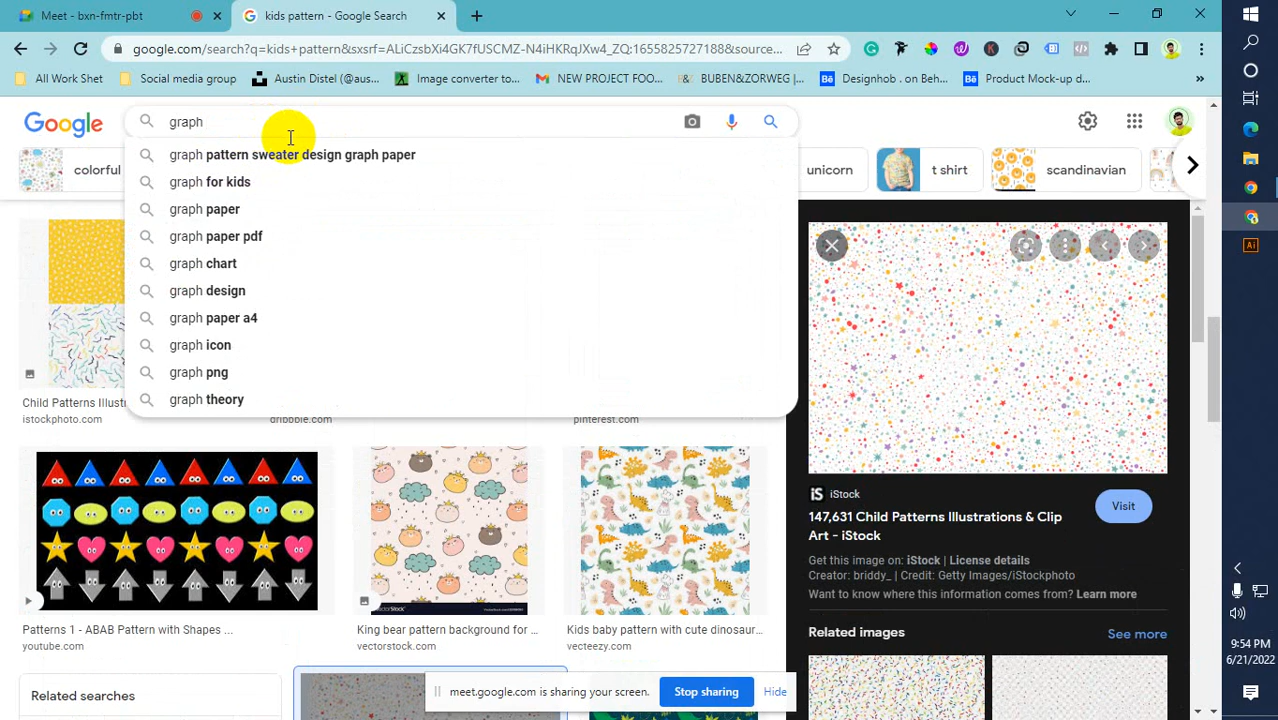 Meet - bxn-fmtr-pbt
kids pattern - Google Search
google.com/search?q=kids+pattern&sxsrf=ALiCzsbXi4GK7fUSCMZ-N4iHKRqJXw4_ZQ:1655825727188&source...
All Work Shet
Social media group
Austin Distel (@aus...
Image converter to...
NEW PROJECT FOO...
BUBEN&ZORWEG |...
Designhob . on Beh...
Product Mock-up d...
Google
graph
graph pattern sweater design graph paper
graph for kids
graph paper
graph paper pdf
graph chart
graph design
graph paper a4
graph icon
graph png
graph theory
colorful
unicorn
t shirt
scandinavian
Child Patterns Illustr
istockphoto.com
dribbble.com
pinterest.com
iStock
Visit
147,631 Child Patterns Illustrations & Clip
Art - iStock
Get this image on: iStock | License details
Creator: briddy_ | Credit: Getty Images/iStockphoto
Want to know where this information comes from? Learn more
VectorStock
Patterns 1 - ABAB Pattern with Shapes ...
youtube.com
King bear pattern background for ...
vectorstock.com
Kids baby pattern with cute dinosaur...
vecteezy.com
Related images
See more
Related searches
meet.google.com is sharing your screen.
Stop sharing
Hide
Ai
9:54 PM
6/21/2022